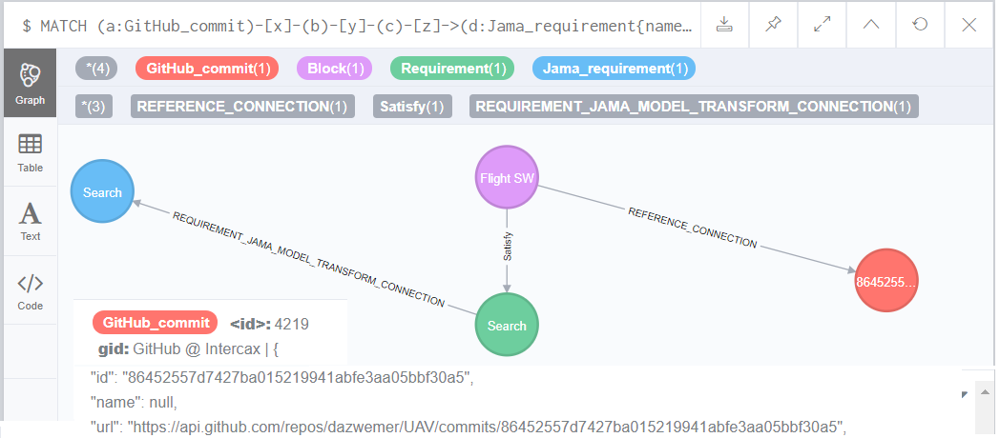 $ MATCH (a:GitHub_commit)-[x]-(b)-[y]-(c)-[z]->(d:Jama_requirement{name…
*(4) GitHub_commit(1) Block(1) Requirement(1) Jama_requirement(1)
*(3) REFERENCE_CONNECTION(1) Satisfy(1) REQUIREMENT_JAMA_MODEL_TRANSFORM_CONNECTION(1)
Graph
Table
Text
Code
Search
Flight SW
REFERENCE_CONNECTION
REQUIREMENT_JAMA_MODEL_TRANSFORM_CONNECTION
Satisfy
8645255…
Search
GitHub_commit <id>: 4219
gid: GitHub @ Intercax | {
"id": "86452557d7427ba015219941abfe3aa05bbf30a5",
"name": null,
"url": "https://api.github.com/repos/dazwemer/UAV/commits/86452557d7427ba015219941abfe3aa05bbf30a5",